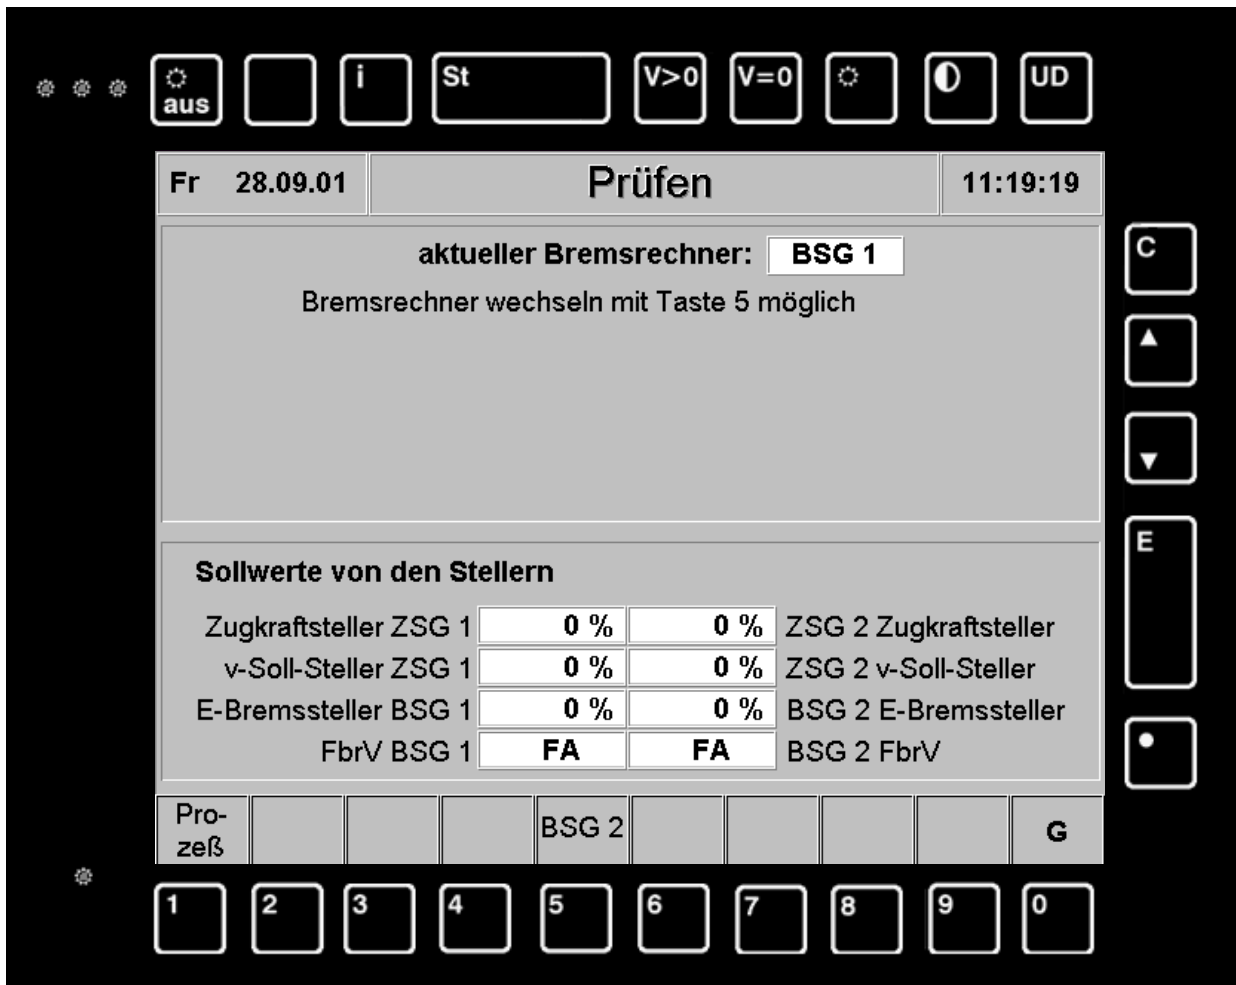 aus
i
St
V>0
V=0
UD
Fr 28.09.01
Prüfen
11:19:19
aktueller Bremsrechner: BSG 1
Bremsrechner wechseln mit Taste 5 möglich
C
E
Sollwerte von den Stellern
Zugkraftsteller ZSG 1 0 % 0 % ZSG 2 Zugkraftsteller
v-Soll-Steller ZSG 1 0 % 0 % ZSG 2 v-Soll-Steller
E-Bremssteller BSG 1 0 % 0 % BSG 2 E-Bremssteller
FbrV BSG 1 FA FA BSG 2 FbrV
Pro-
zeß
BSG 2
G
1 2 3 4 5 6 7 8 9 0